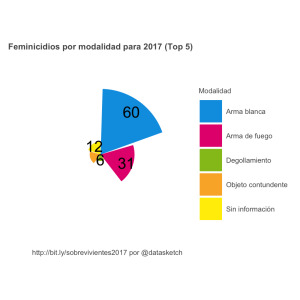 Feminicidios por modalidad para 2017 (Top 5)
Modalidad
Arma blanca
Arma de fuego
Degollamiento
Objeto contundente
Sin información
60
31
12
6
http://bit.ly/sobrevivientes2017 por @datasketch